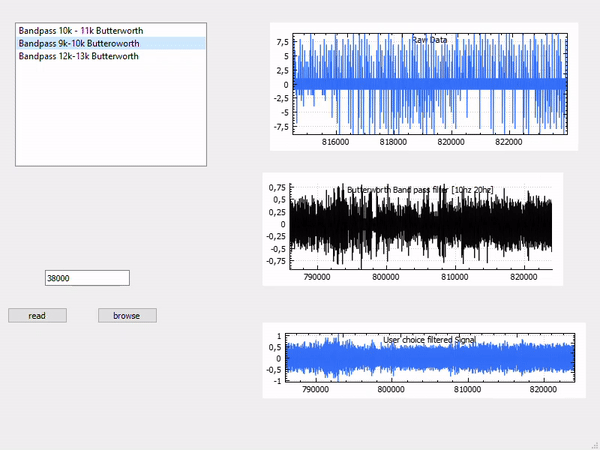 Bandpass 10k - 11k Butterworth
Bandpass 9k-10k Butteroworth
Bandpass 12k-13k Butterworth
38000
read
browse
Raw Data
7,5
5
2,5
0
-2,5
-5
-7,5
816000 818000 820000 822000
Butterworth Band pass filter [10hz 20hz]
0,75
0,5
0,25
0
-0,25
-0,5
-0,75
790000 800000 810000 820000
User choice filtered Signal
1
0,5
0
-0,5
-1
790000 800000 810000 820000